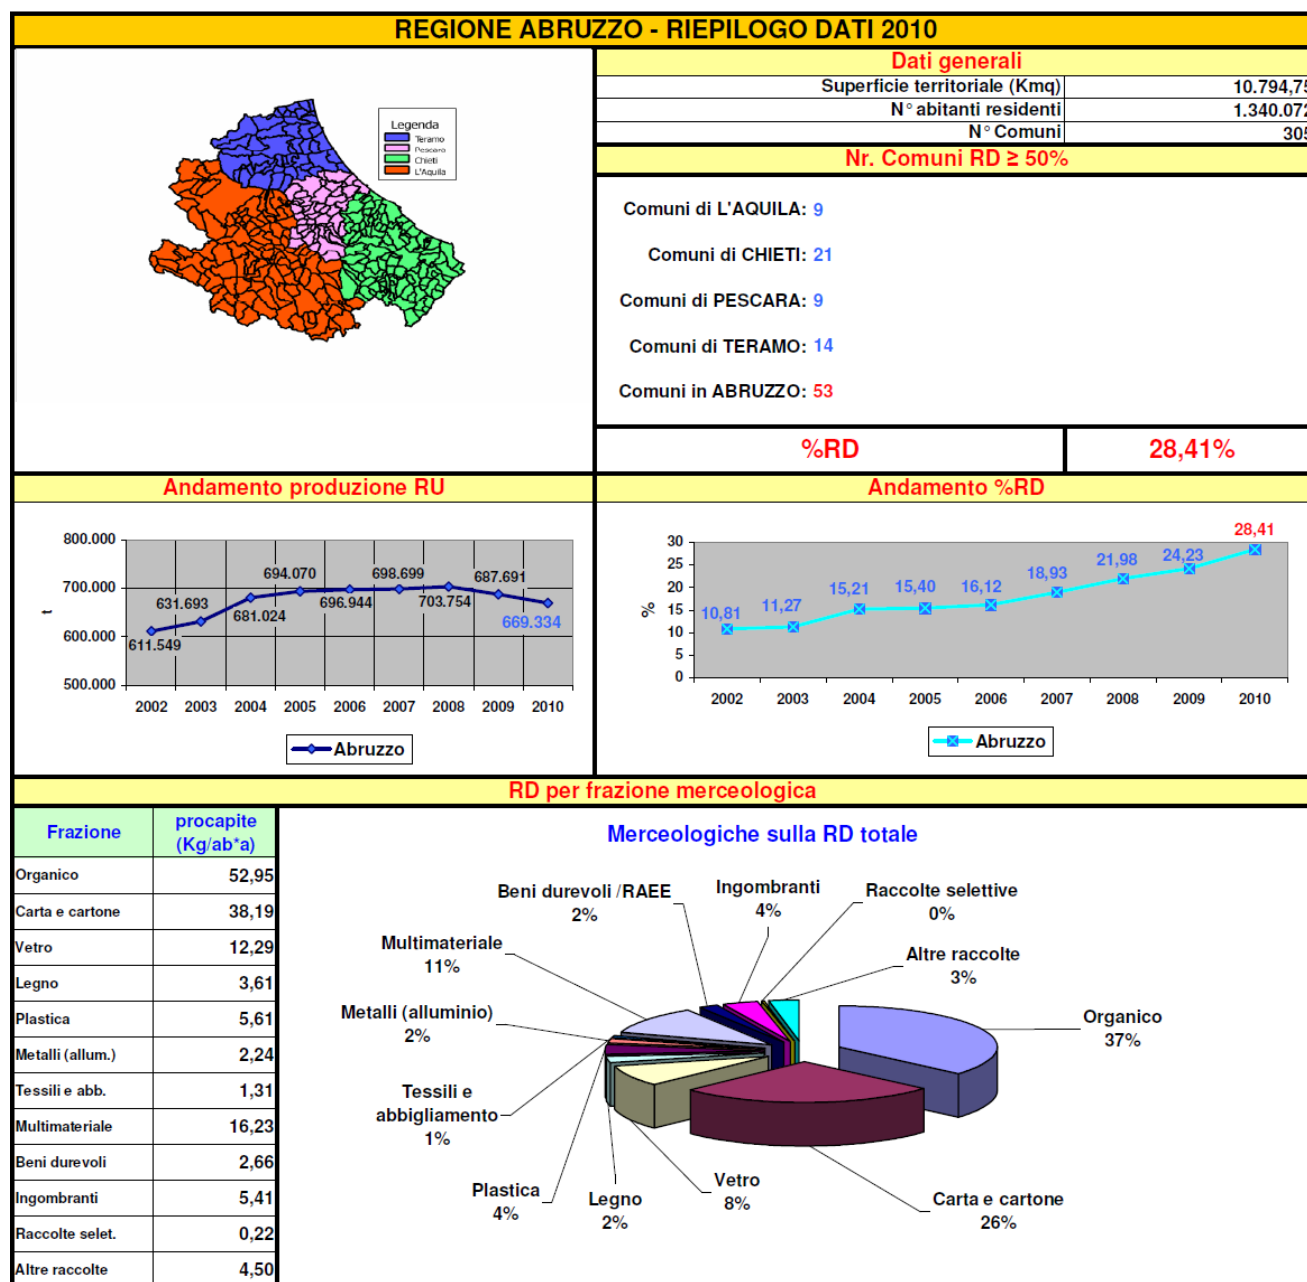 REGIONE ABRUZZO - RIEPILOGO DATI 2010
Legenda
Teramo
Pescara
Chieti
L'Aquila
Dati generali
Superficie territoriale (Kmq) 10.794,75
N° abitanti residenti 1.340.072
N° Comuni 305
Nr. Comuni RD ≥ 50%
Comuni di L'AQUILA: 9
Comuni di CHIETI: 21
Comuni di PESCARA: 9
Comuni di TERAMO: 14
Comuni in ABRUZZO: 53
%RD 28,41%
Andamento produzione RU
800.000
700.000
600.000
500.000
t
611.549
631.693
681.024
694.070
696.944
698.699
703.754
687.691
669.334
2002 2003 2004 2005 2006 2007 2008 2009 2010
Abruzzo
Andamento %RD
30
25
20
15
10
5
0
%
10,81
11,27
15,21
15,40
16,12
18,93
21,98
24,23
28,41
2002 2003 2004 2005 2006 2007 2008 2009 2010
Abruzzo
RD per frazione merceologica
Frazione procapite
(Kg/ab*a)
Organico 52,95
Carta e cartone 38,19
Vetro 12,29
Legno 3,61
Plastica 5,61
Metalli (allum.) 2,24
Tessili e abb. 1,31
Multimateriale 16,23
Beni durevoli 2,66
Ingombranti 5,41
Raccolte selet. 0,22
Altre raccolte 4,50
Merceologiche sulla RD totale
Beni durevoli /RAEE
2%
Ingombranti
4%
Raccolte selettive
0%
Altre raccolte
3%
Multimateriale
11%
Metalli (alluminio)
2%
Organico
37%
Tessili e
abbigliamento
1%
Plastica
4%
Legno
2%
Vetro
8%
Carta e cartone
26%